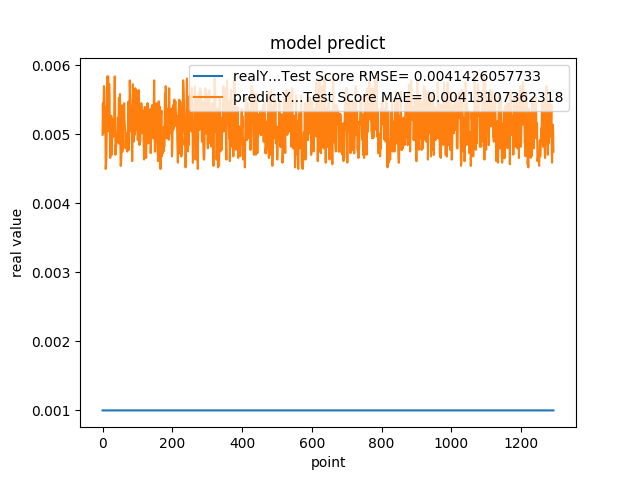 model predict
realY...Test Score RMSE= 0.0041426057733
predictY...Test Score MAE= 0.00413107362318
0.006
0.005
0.004
0.003
0.002
0.001
real value
0 200 400 600 800 1000 1200
point